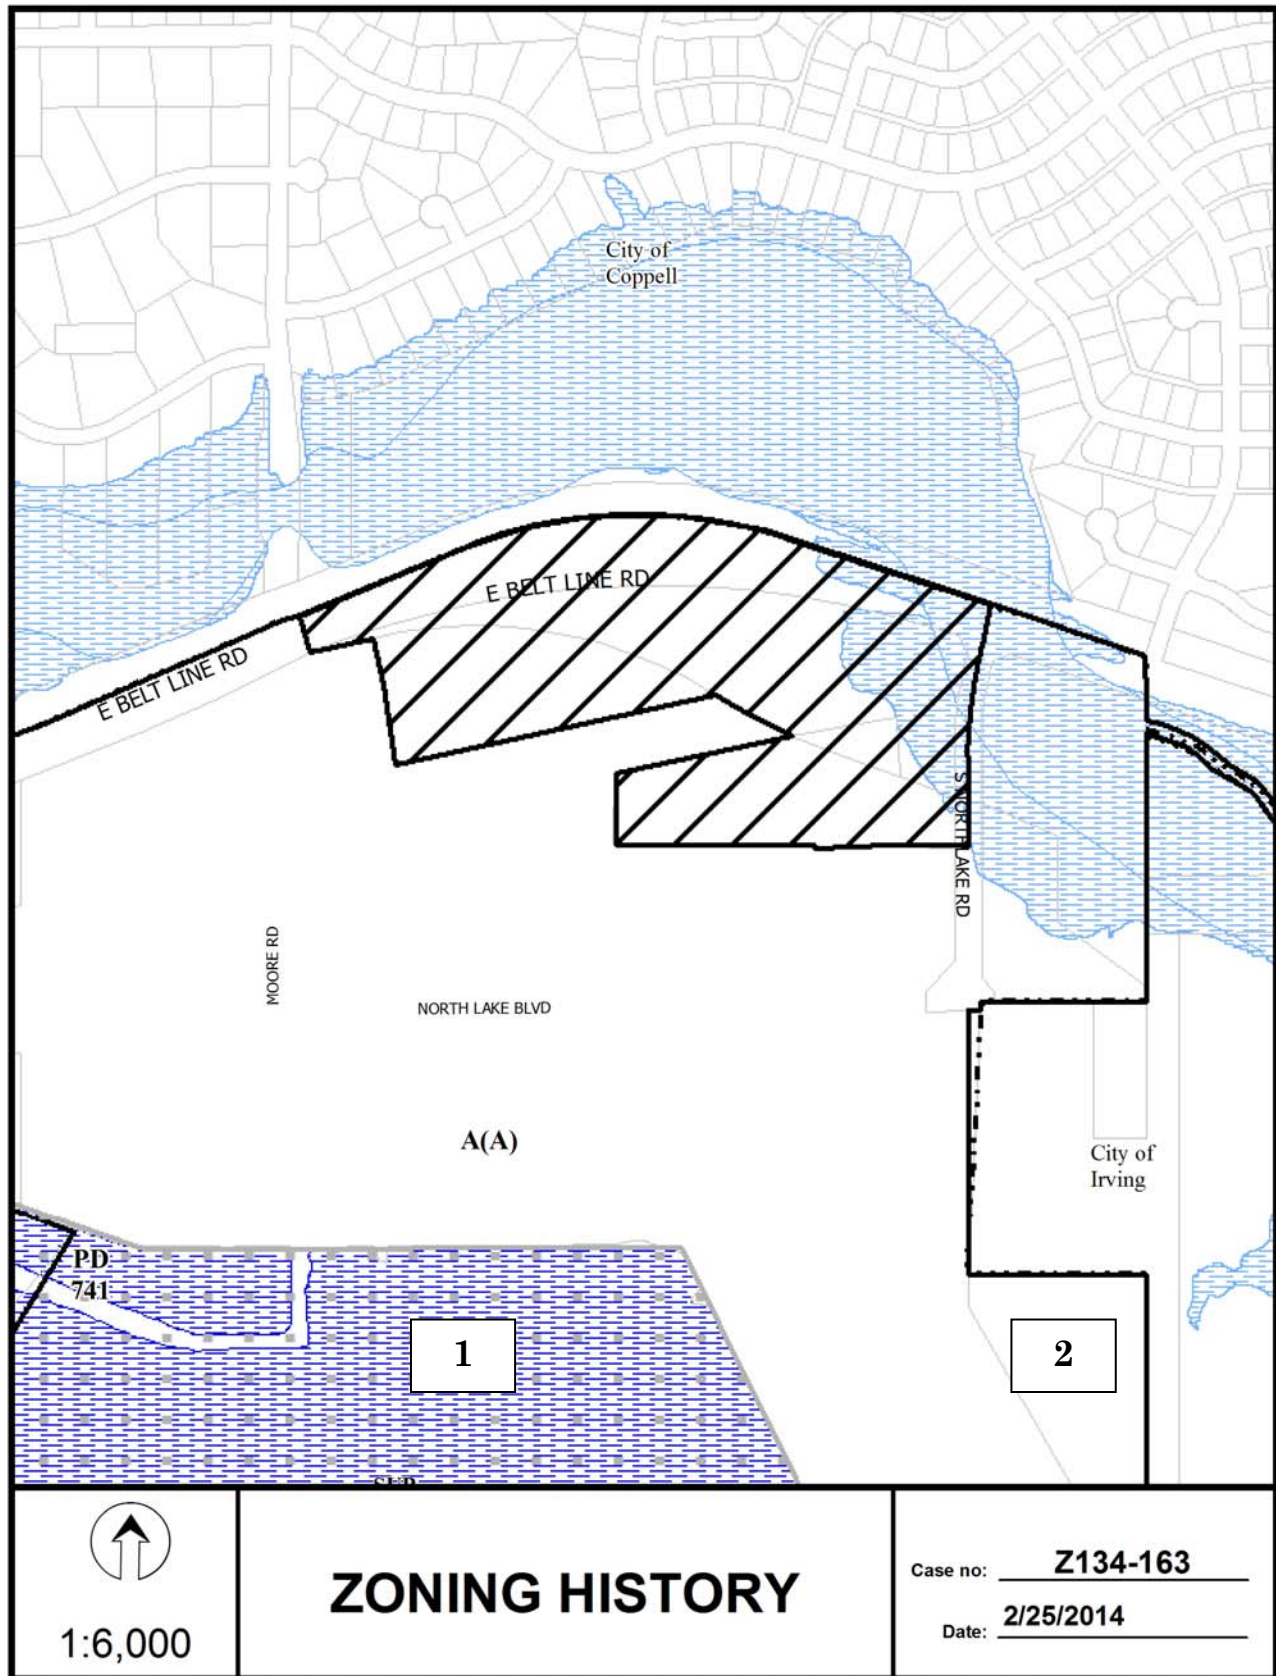 City of
Coppell
E BELT LINE RD
E BELT LINE RD
S NORTH LAKE RD
MOORE RD
NORTH LAKE BLVD
A(A)
City of
Irving
PD
741
1
2
SUP
1:6,000
ZONING HISTORY
Case no: Z134-163
Date: 2/25/2014